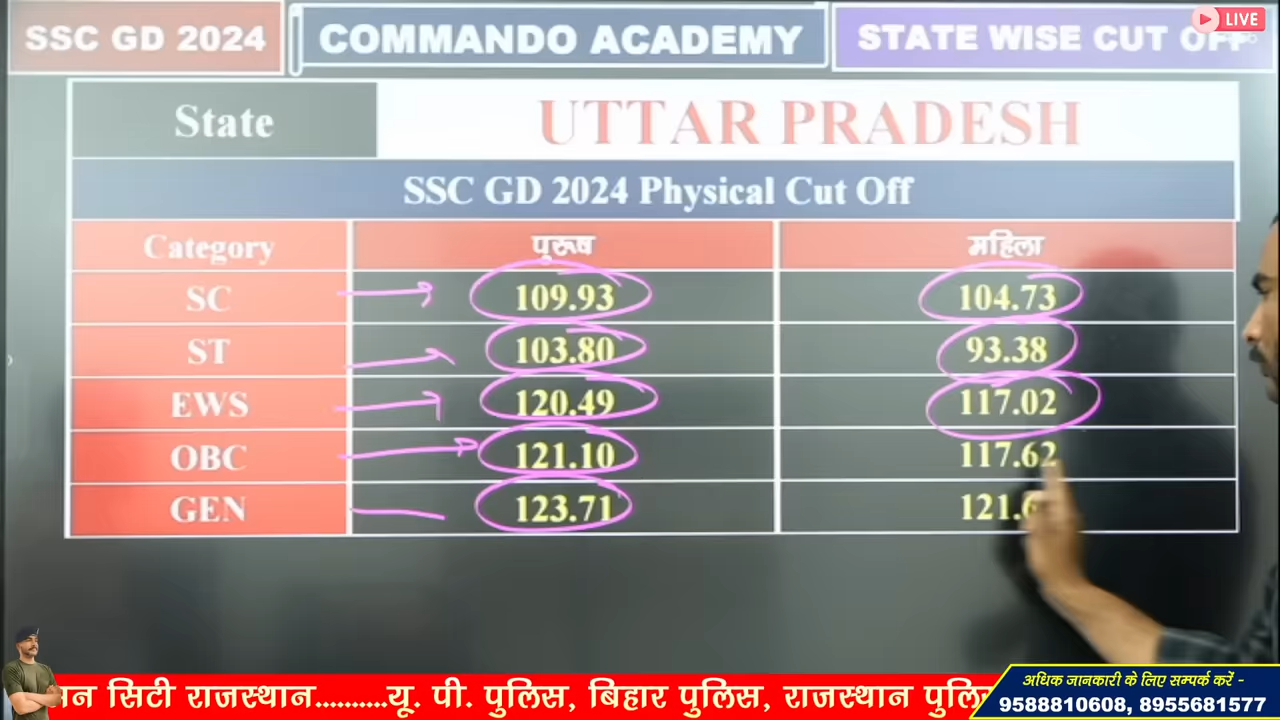 SSC GD 2024
COMMANDO ACADEMY
STATE WISE CUT OFF
LIVE
State
UTTAR PRADESH
SSC GD 2024 Physical Cut Off
Category पुरूष महिला
SC 109.93 104.73
ST 103.80 93.38
EWS 120.49 117.02
OBC 121.10 117.62
GEN 123.71
सिटी राजस्थान..........यू. पी. पुलिस, बिहार पुलिस, राजस्थान
अधिक जानकारी के लिए सम्पर्क करें -
9588810608, 8955681577